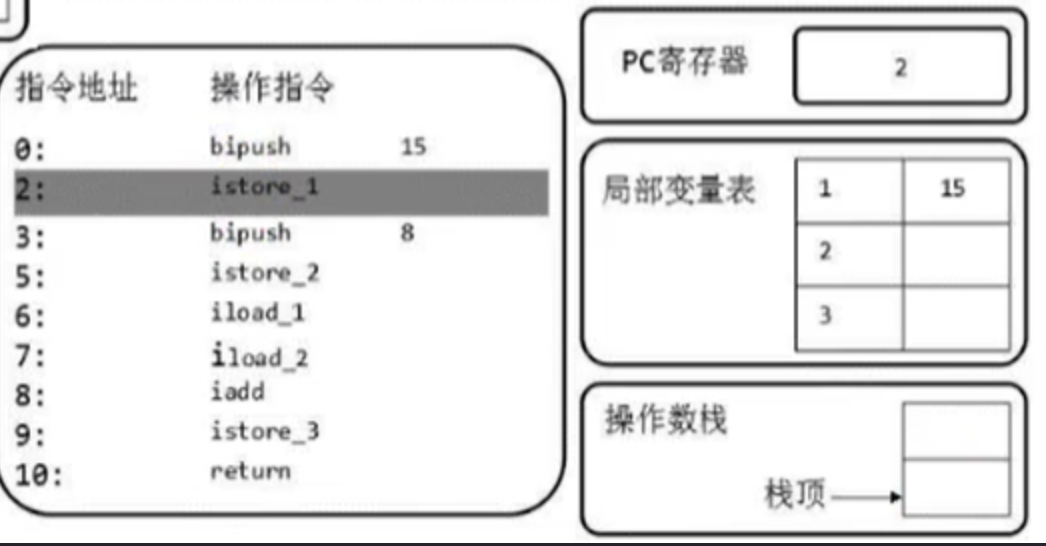 指令地址 操作指令
0: bipush 15
2: istore_1
3: bipush 8
5: istore_2
6: iload_1
7: iload_2
8: iadd
9: istore_3
10: return
PC寄存器 2
局部变量表 1 15
2
3
操作数栈
栈顶